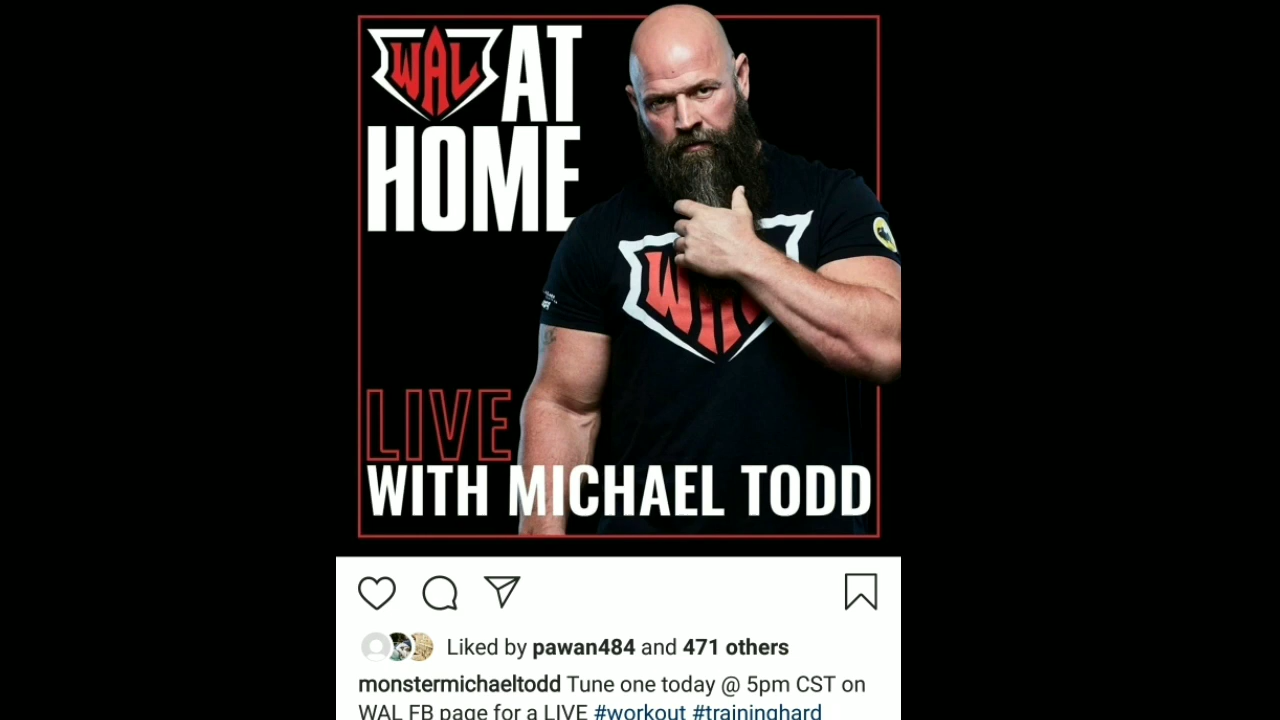 WAL AT
HOME
WAL
LIVE
WITH MICHAEL TODD
Liked by pawan484 and 471 others
monstermichaeltodd Tune one today @ 5pm CST on
WAL FB page for a LIVE #workout #traininghard